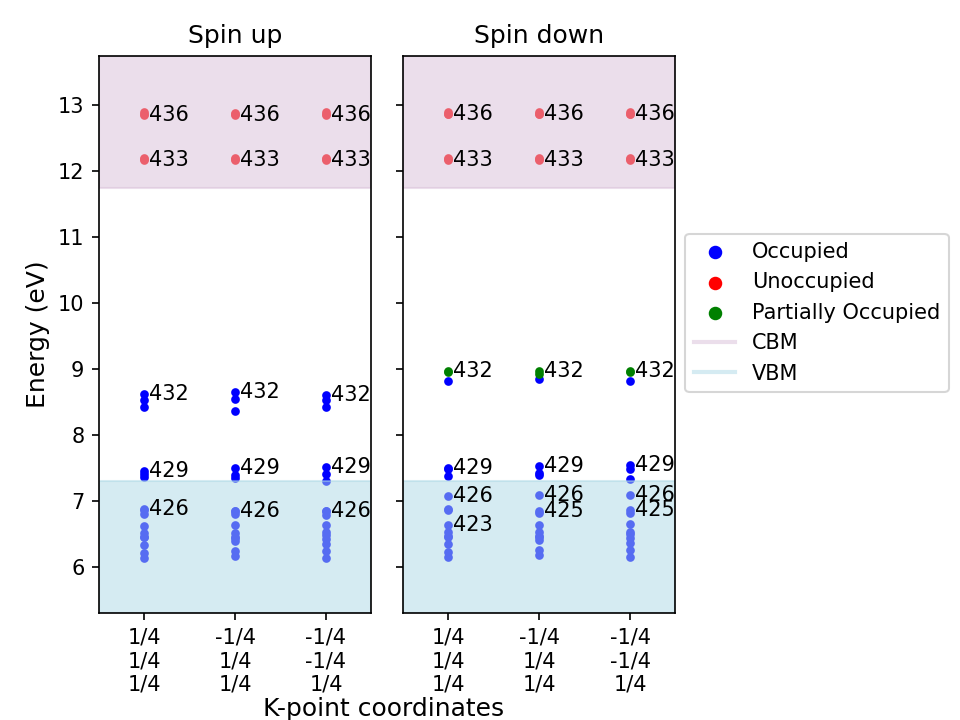 Spin up
Spin down
Energy (eV)
13
12
11
10
9
8
7
6
436 436 436
433 433 433
432 432 432
429 429 429
426 426 426
436 436 436
433 433 433
432 432 432
429 429 429
426 426 426
425 425
423
1/4 -1/4 -1/4
1/4 1/4 -1/4
1/4 1/4 1/4
1/4 -1/4 -1/4
1/4 1/4 -1/4
1/4 1/4 1/4
K-point coordinates
Occupied
Unoccupied
Partially Occupied
CBM
VBM